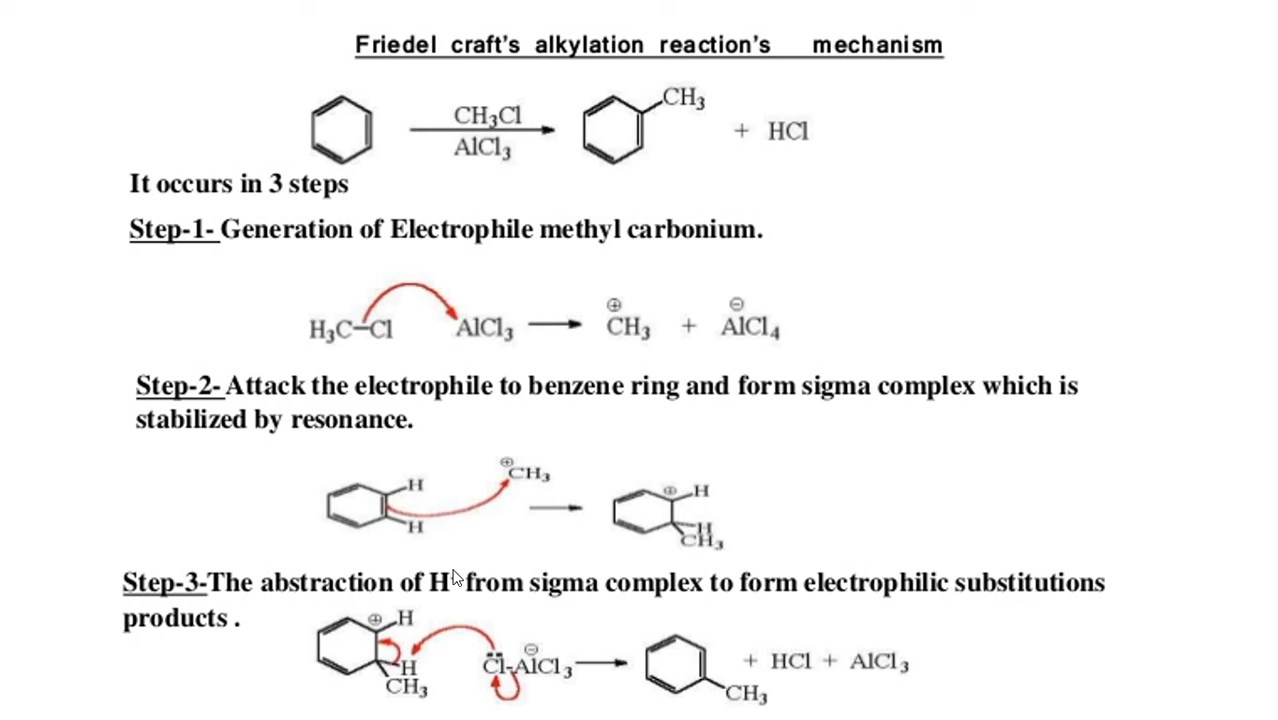 Friedel craft's alkylation reaction's mechanism
CH₃Cl
AlCl₃
CH₃
+ HCl
It occurs in 3 steps
Step-1- Generation of Electrophile methyl carbonium.
H₃C–Cl AlCl₃ ⊕CH₃ + ⊖AlCl₄
Step-2- Attack the electrophile to benzene ring and form sigma complex which is
stabilized by resonance.
H
H
⊕CH₃
⊕ H
H
CH₃
Step-3-The abstraction of H⁺ from sigma complex to form electrophilic substitutions
products .
⊕ H
H
CH₃
Cl-⊖AlCl₃
CH₃
+ HCl + AlCl₃